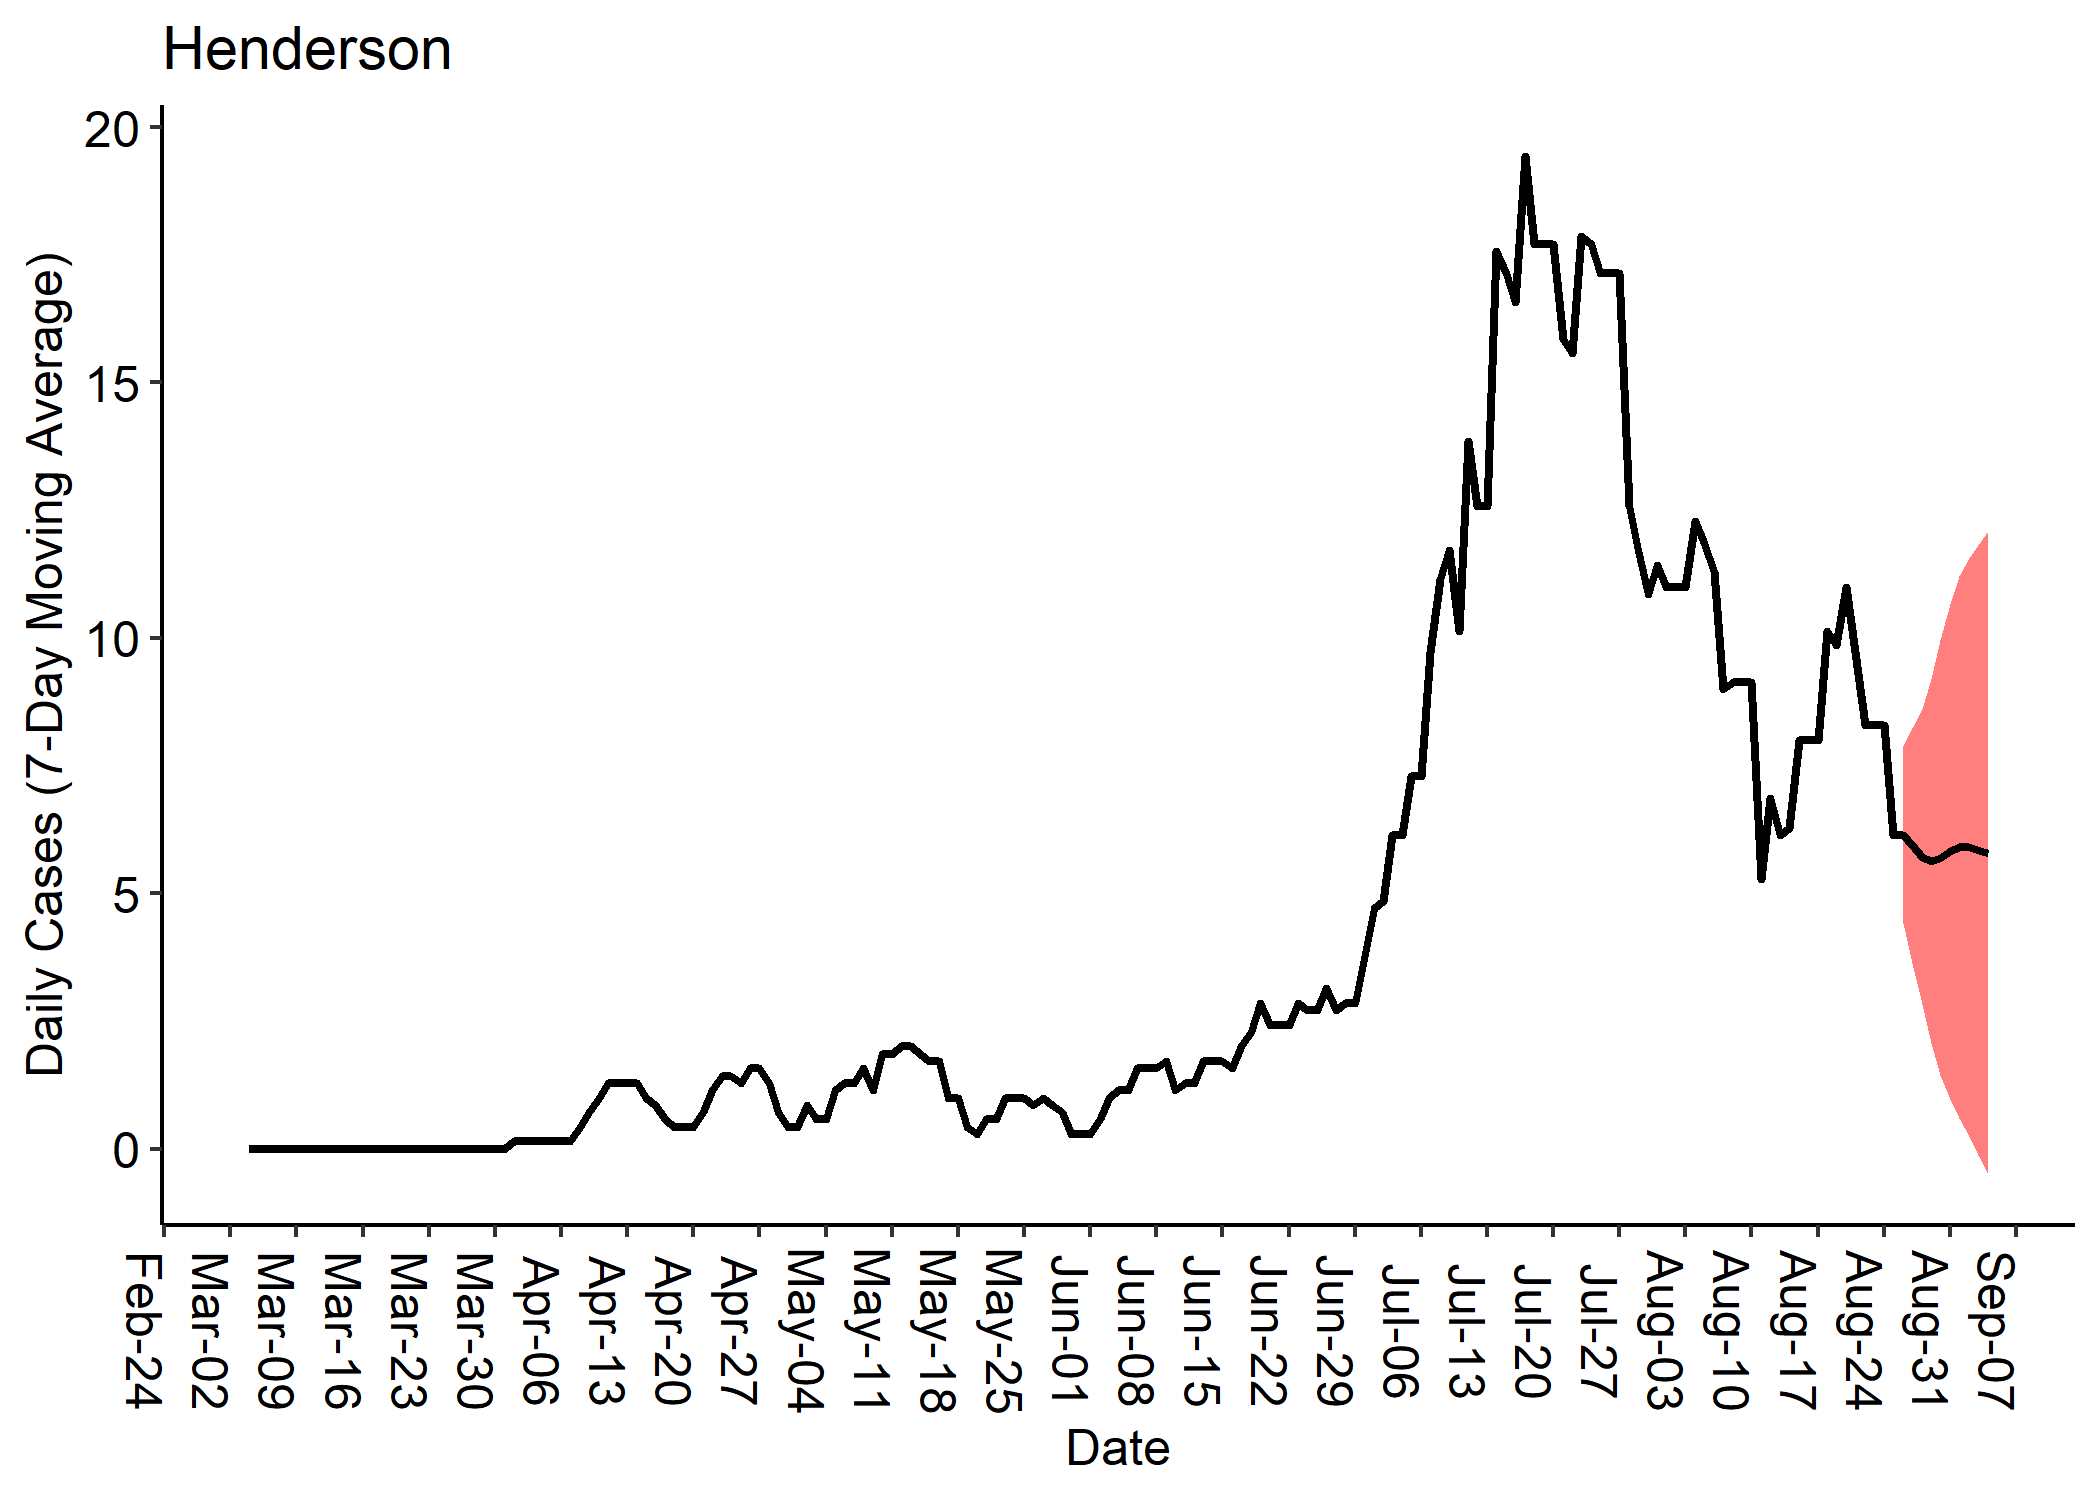 Henderson
Daily Cases (7-Day Moving Average)
20
15
10
5
0
Feb-24
Mar-02
Mar-09
Mar-16
Mar-23
Mar-30
Apr-06
Apr-13
Apr-20
Apr-27
May-04
May-11
May-18
May-25
Jun-01
Jun-08
Jun-15
Jun-22
Jun-29
Jul-06
Jul-13
Jul-20
Jul-27
Aug-03
Aug-10
Aug-17
Aug-24
Aug-31
Sep-07
Date